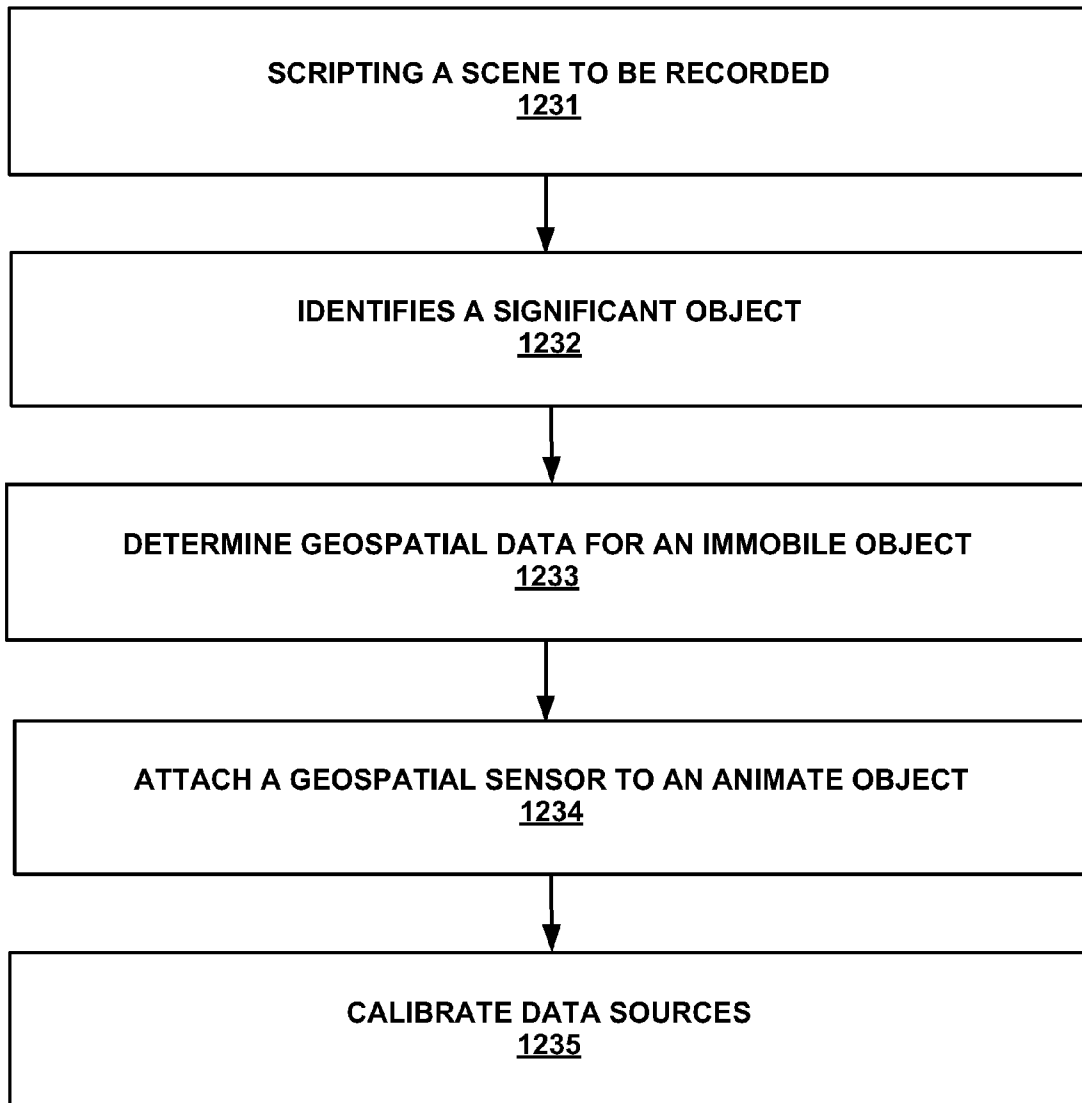 SCRIPTING A SCENE TO BE RECORDED
1231
IDENTIFIES A SIGNIFICANT OBJECT
1232
DETERMINE GEOSPATIAL DATA FOR AN IMMOBILE OBJECT
1233
ATTACH A GEOSPATIAL SENSOR TO AN ANIMATE OBJECT
1234
CALIBRATE DATA SOURCES
1235